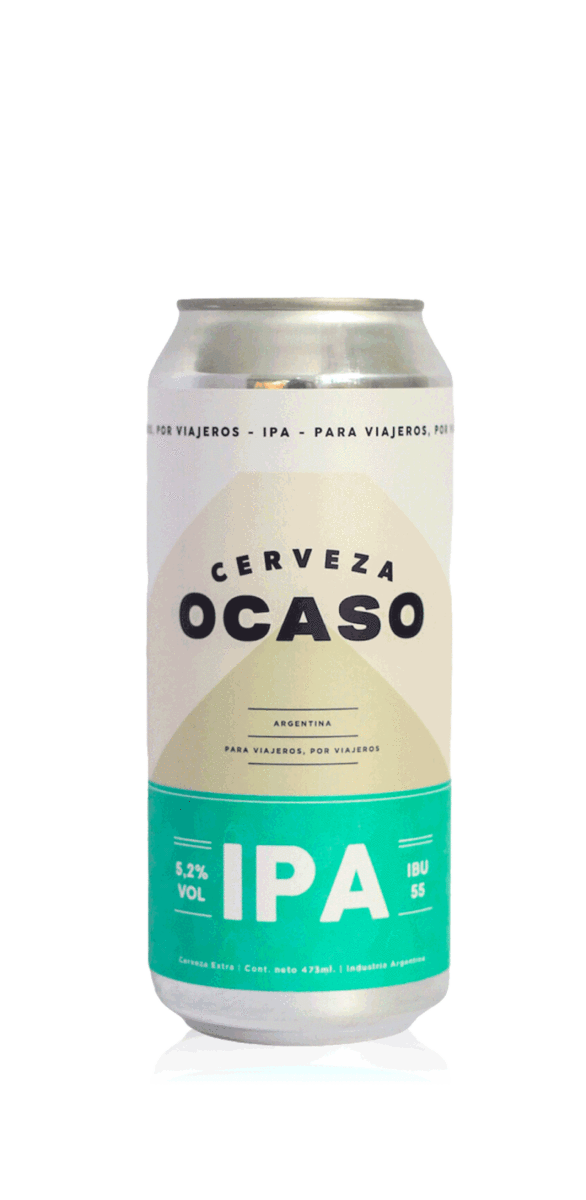 POR VIAJEROS - IPA - PARA VIAJEROS, POR
CERVEZA
OCASO
ARGENTINA
PARA VIAJEROS, POR VIAJEROS
5,2% VOL
IPA
IBU 55
Cerveza Extra | Cont. neto 473ml. | Industria Argentina